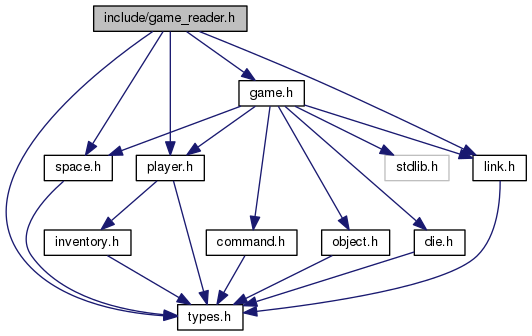 include/game_reader.h
game.h
space.h
player.h
stdlib.h
link.h
inventory.h
command.h
object.h
die.h
types.h